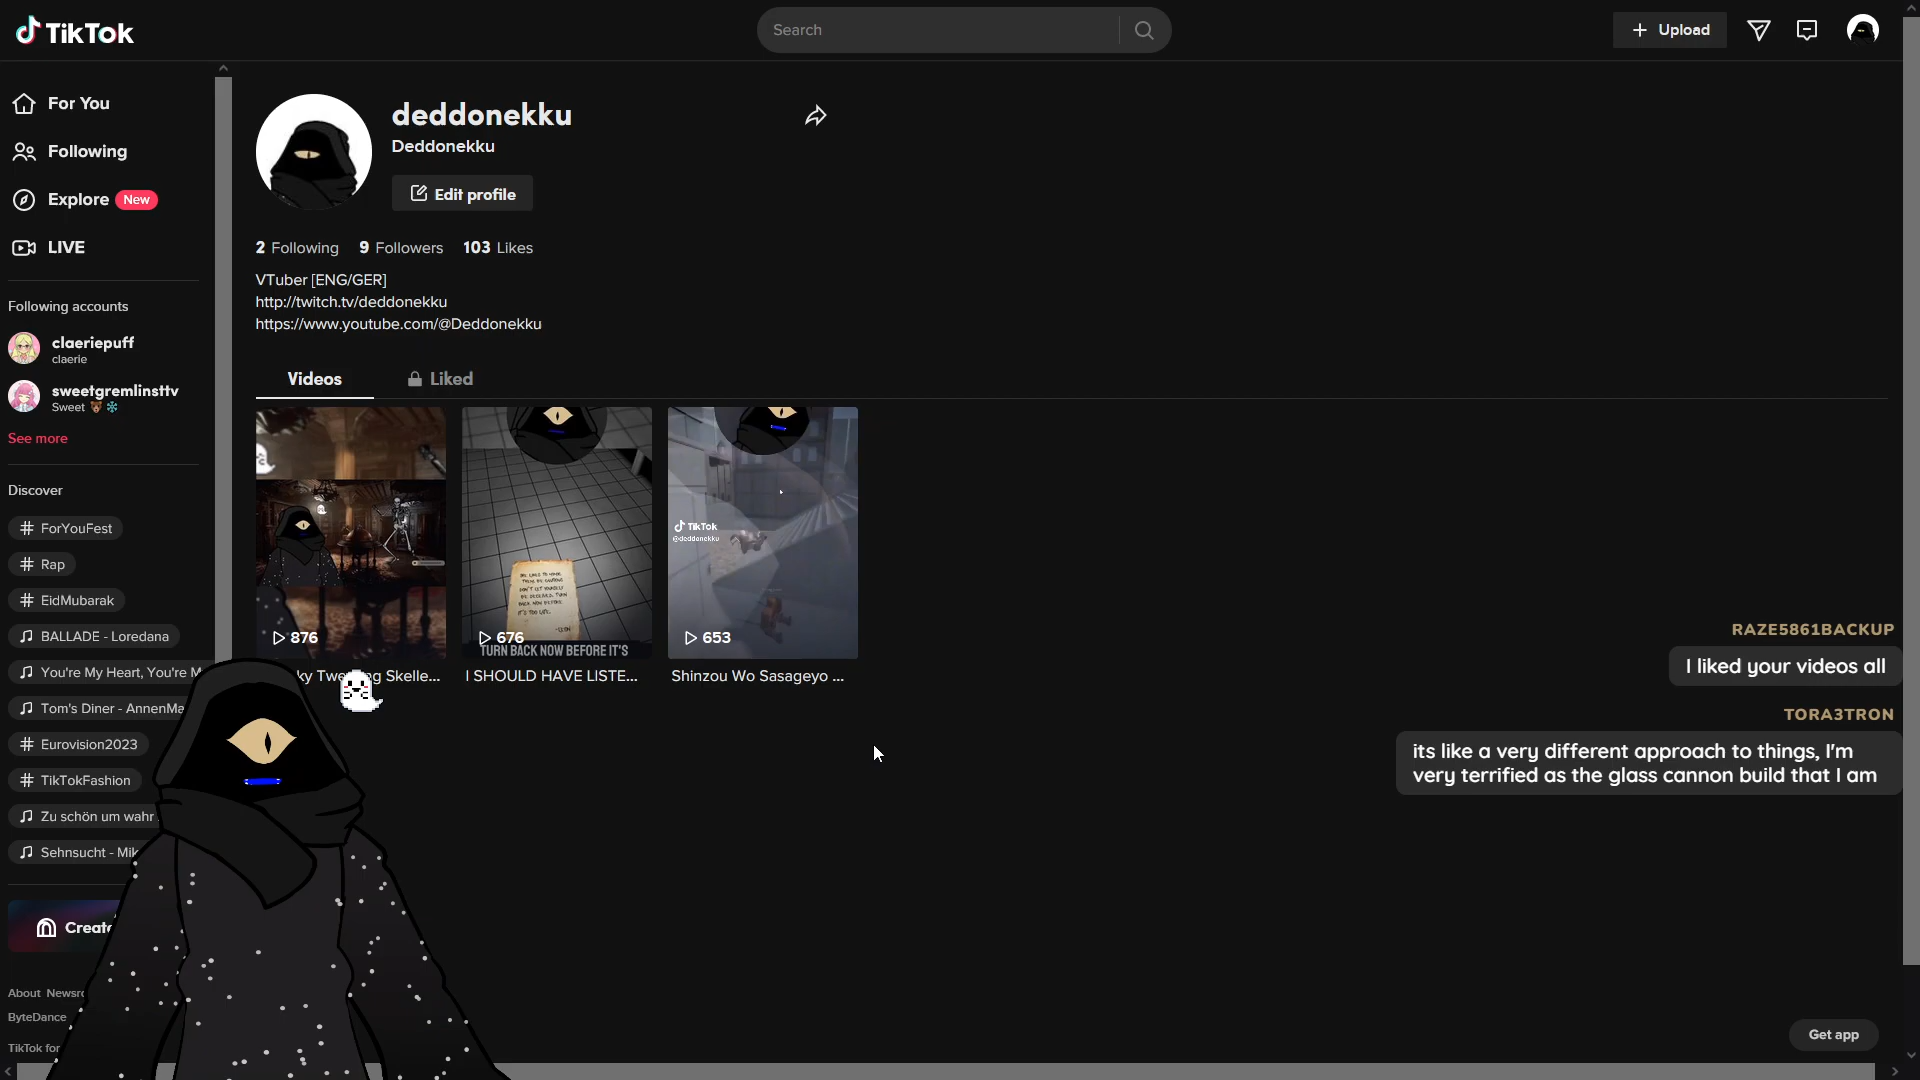 TikTok
Search
Upload
For You
Following
Explore New
LIVE
Following accounts
claeriepuff
claerie
sweetgremlinsttv
Sweet
See more
Discover
# ForYouFest
# Rap
# EidMubarak
BALLADE - Loredana
You're My Heart, You're M
Tom's Diner - AnnenMa
# Eurovision2023
# TikTokFashion
Zu schön um wahr
Sehnsucht - Mik
Create
About Newsro
ByteDance
TikTok for
deddonekku
Deddonekku
Edit profile
2 Following 9 Followers 103 Likes
VTuber [ENG/GER]
http://twitch.tv/deddonekku
https://www.youtube.com/@Deddonekku
Videos
Liked
876
676
TURN BACK NOW BEFORE IT'S
TikTok
@deddonekku
653
I SHOULD HAVE LISTE...
Shinzou Wo Sasageyo ...
RAZE5861BACKUP
I liked your videos all
TORA3TRON
its like a very different approach to things, I'm
very terrified as the glass cannon build that I am
Get app